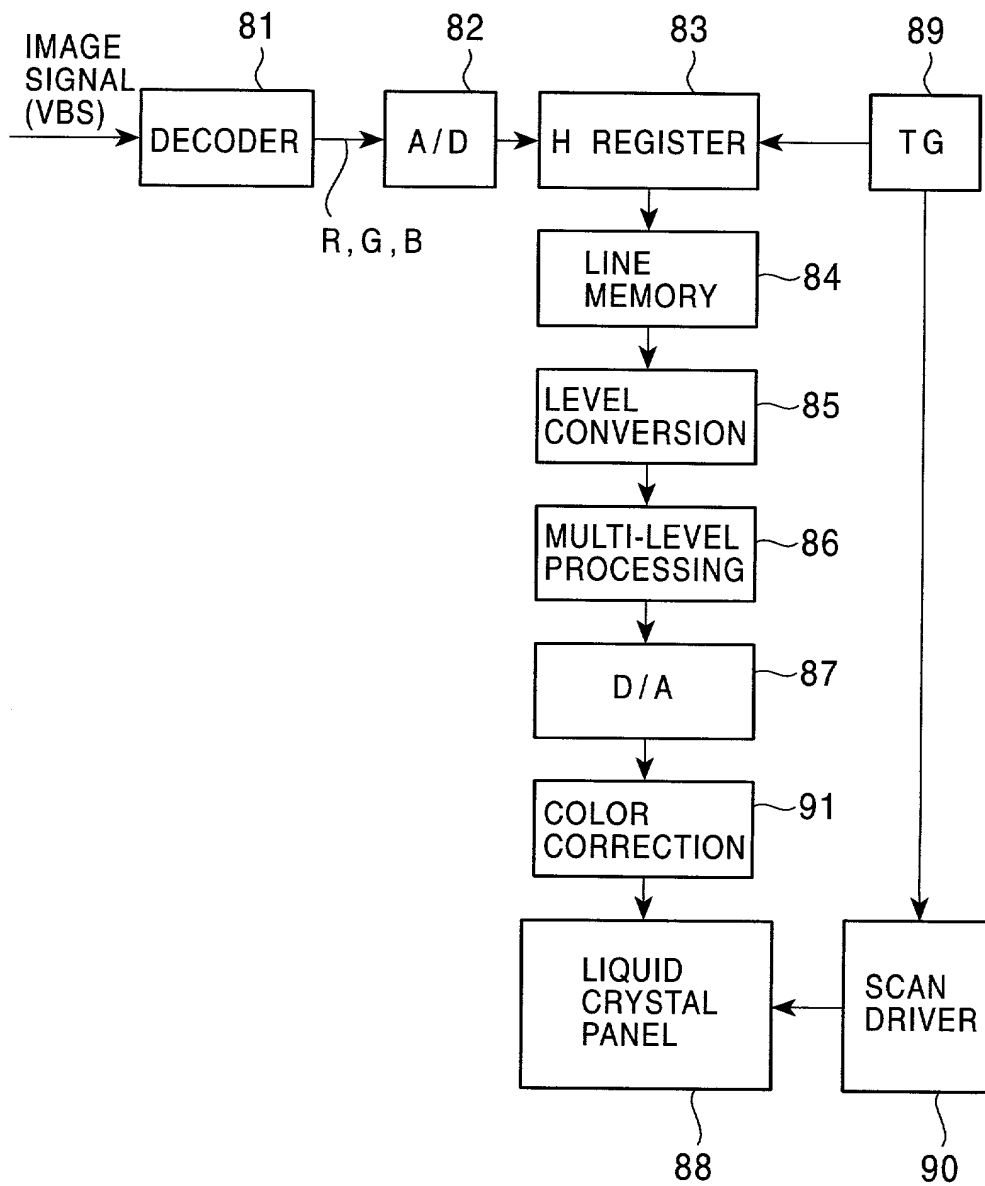 81
82
83
89
IMAGE
SIGNAL
(VBS)
DECODER
A/D
H REGISTER
TG
R, G, B
LINE
MEMORY
84
LEVEL
CONVERSION
85
MULTI-LEVEL
PROCESSING
86
D/A
87
COLOR
CORRECTION
91
LIQUID
CRYSTAL
PANEL
SCAN
DRIVER
88
90